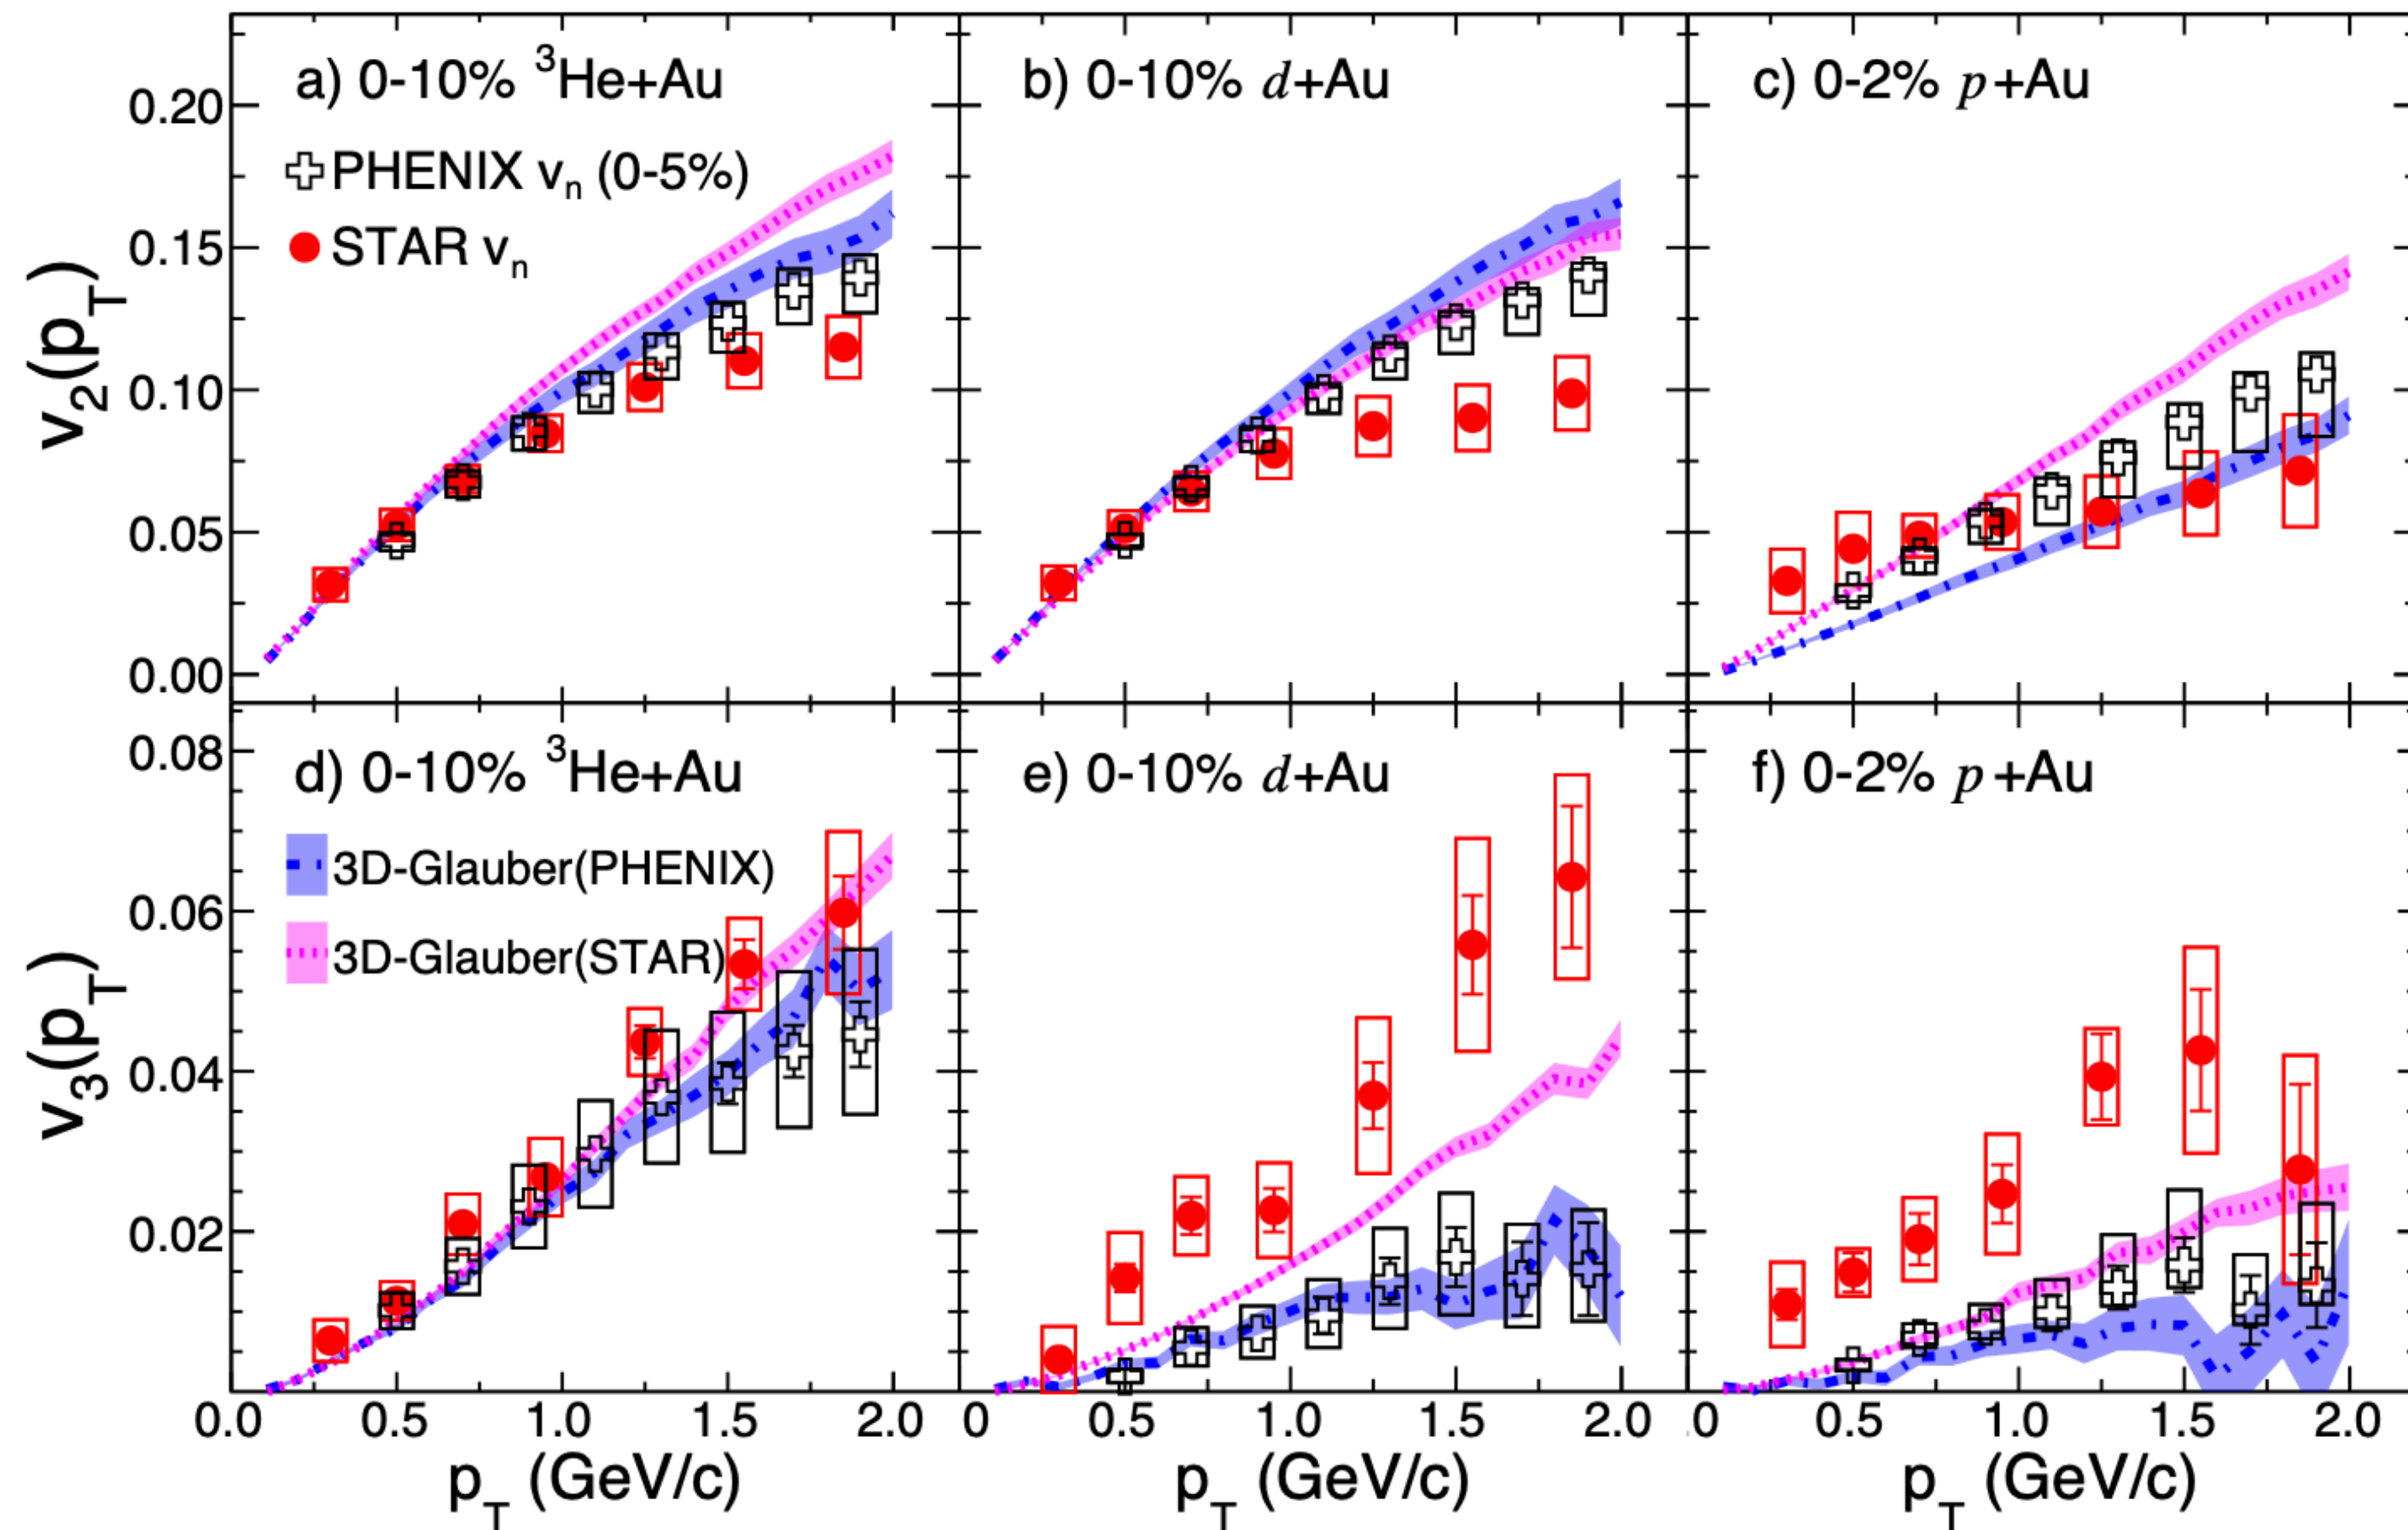 a) 0-10% ³He+Au
b) 0-10% d+Au
c) 0-2% p+Au
PHENIX vₙ (0-5%)
STAR vₙ
v₂(p_T)
0.20
0.15
0.10
0.05
0.00
d) 0-10% ³He+Au
e) 0-10% d+Au
f) 0-2% p+Au
3D-Glauber(PHENIX)
3D-Glauber(STAR)
v₃(p_T)
0.08
0.06
0.04
0.02
0.0 0.5 1.0 1.5 2.0 0 0.5 1.0 1.5 2.0 .0 0.5 1.0 1.5 2.0
p_T (GeV/c) p_T (GeV/c) p_T (GeV/c)